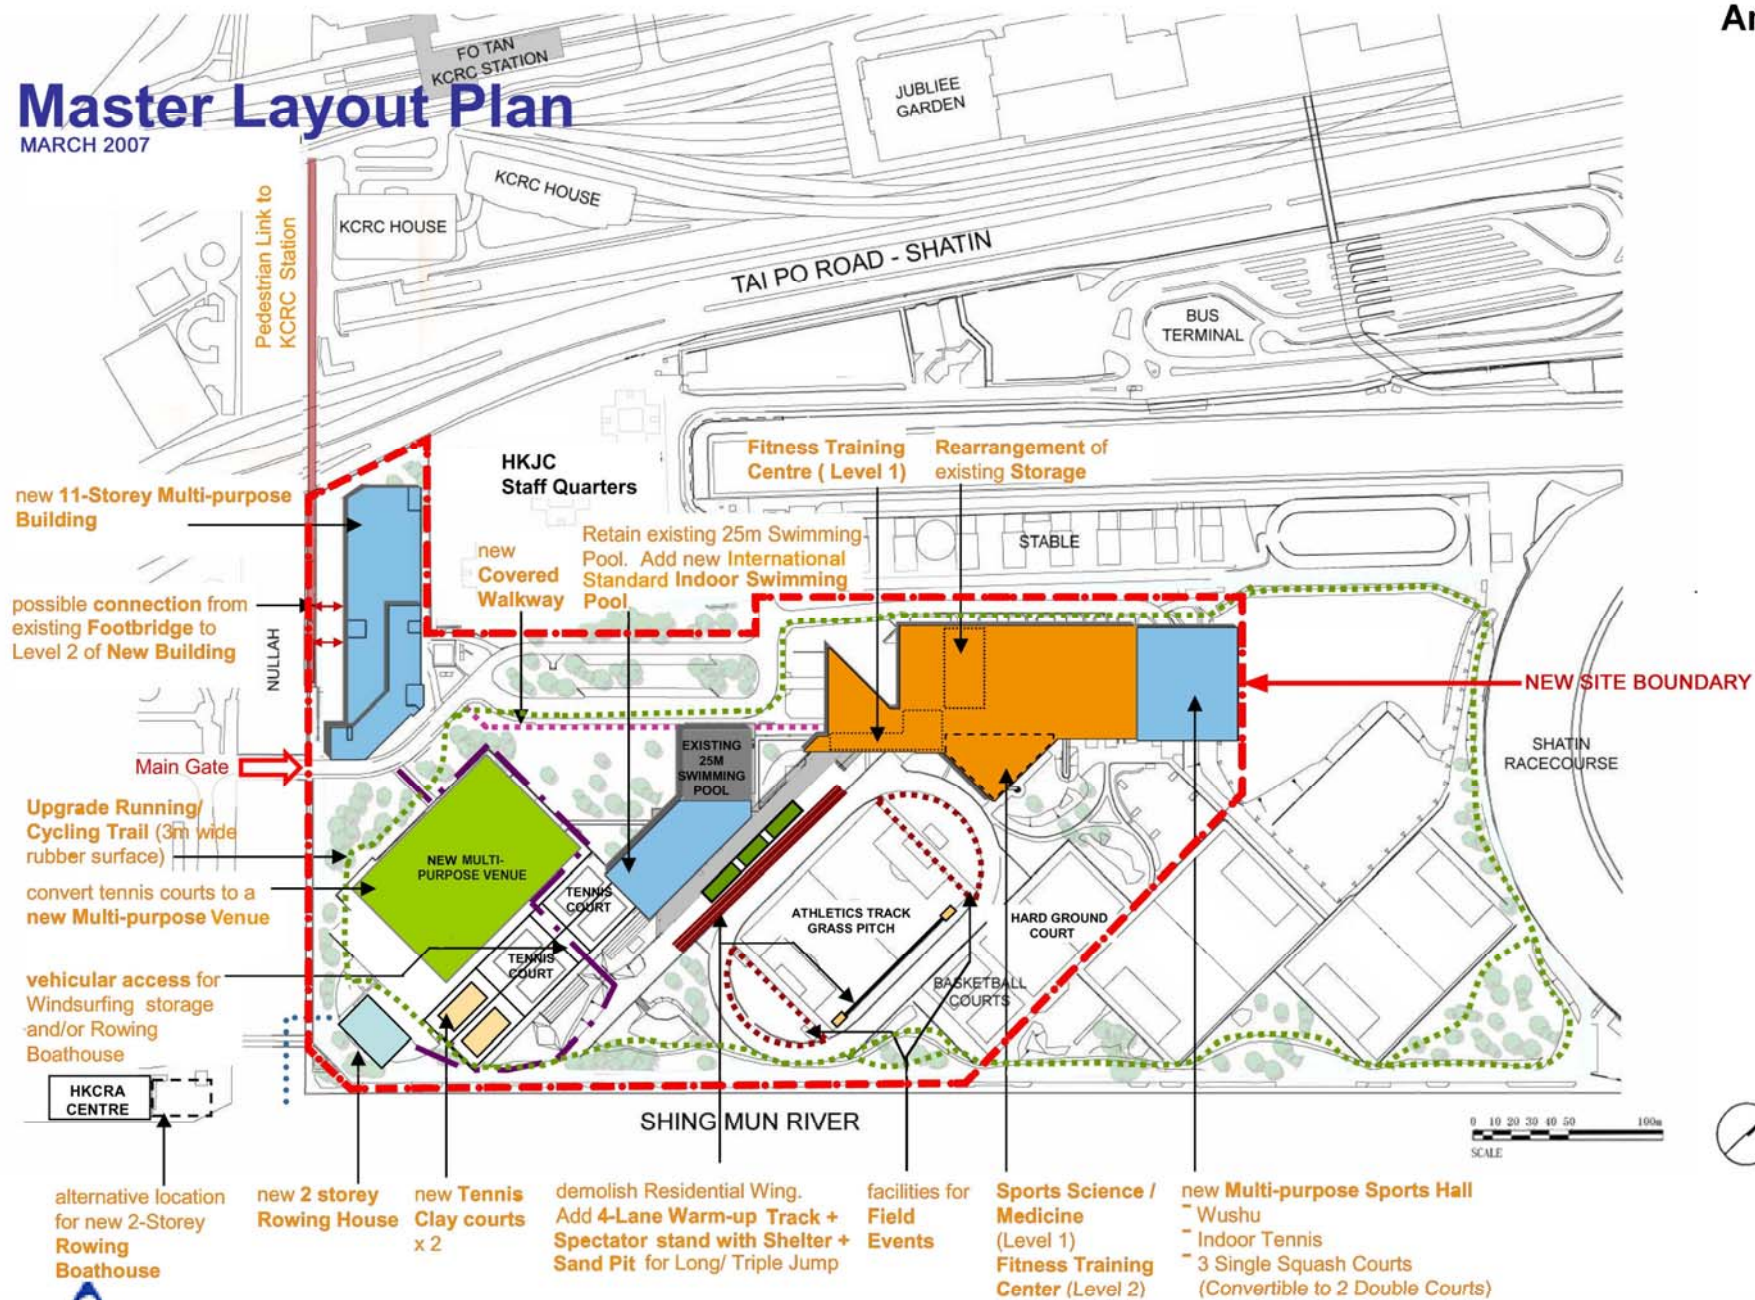 An
FO TAN
KCRC STATION
Master Layout Plan
MARCH 2007
JUBLIEE
GARDEN
KCRC HOUSE
KCRC HOUSE
Pedestrian Link to
KCRC Station
TAI PO ROAD - SHATIN
BUS
TERMINAL
HKJC
Staff Quarters
Fitness Training
Centre ( Level 1)
Rearrangement of
existing Storage
new 11-Storey Multi-purpose
Building
new
Covered
Walkway
Retain existing 25m Swimming
Pool. Add new International
Standard Indoor Swimming
Pool
STABLE
possible connection from
existing Footbridge to
Level 2 of New Building
NULLAH
NEW SITE BOUNDARY
Main Gate
EXISTING
25M
SWIMMING
POOL
SHATIN
RACECOURSE
Upgrade Running/
Cycling Trail (3m wide
rubber surface)
NEW MULTI-
PURPOSE VENUE
convert tennis courts to a
new Multi-purpose Venue
TENNIS
COURT
ATHLETICS TRACK
GRASS PITCH
HARD GROUND
COURT
TENNIS
COURT
BASKETBALL
COURTS
vehicular access for
Windsurfing storage
and/or Rowing
Boathouse
HKCRA
CENTRE
SHING MUN RIVER
0 10 20 30 40 50 100m
SCALE
alternative location
for new 2-Storey
Rowing
Boathouse
new 2 storey
Rowing House
new Tennis
Clay courts
x 2
demolish Residential Wing.
Add 4-Lane Warm-up Track +
Spectator stand with Shelter +
Sand Pit for Long/ Triple Jump
facilities for
Field
Events
Sports Science /
Medicine
(Level 1)
Fitness Training
Center (Level 2)
new Multi-purpose Sports Hall
- Wushu
- Indoor Tennis
- 3 Single Squash Courts
(Convertible to 2 Double Courts)